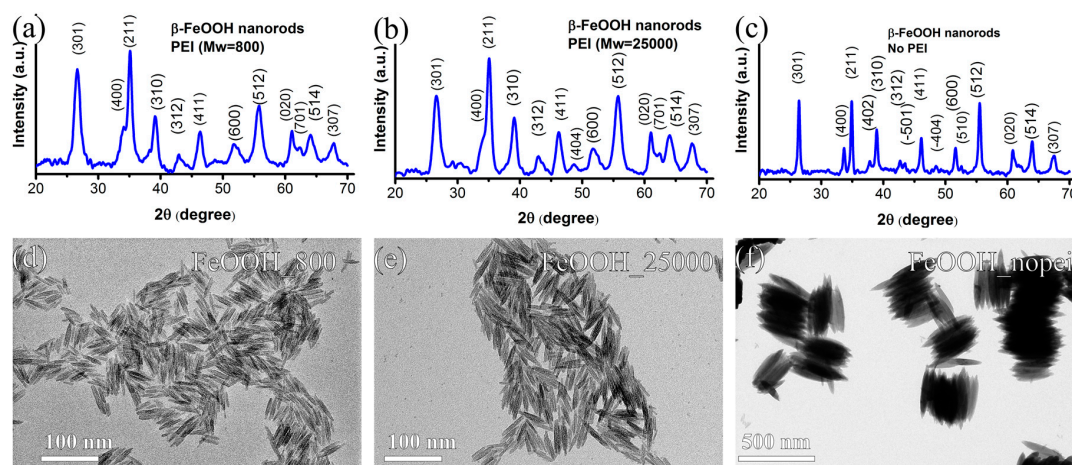 (a)
β-FeOOH nanorods
PEI (Mw=800)
Intensity (a.u.)
(301)
(400)
(211)
(310)
(312)
(411)
(600)
(512)
(020)
(701)
(514)
(307)
20 30 40 50 60 70
2θ (degree)
(b)
β-FeOOH nanorods
PEI (Mw=25000)
Intensity (a.u.)
(301)
(400)
(211)
(310)
(312)
(411)
(404)
(600)
(512)
(020)
(701)
(514)
(307)
20 30 40 50 60 70
2θ (degree)
(c)
β-FeOOH nanorods
No PEI
Intensity (a.u.)
(301)
(400)
(211)
(402)
(310)
(312)
(-501)
(411)
(-404)
(510)
(600)
(512)
(020)
(514)
(307)
20 30 40 50 60 70
2θ (degree)
(d)
FeOOH_800
100 nm
(e)
FeOOH_25000
100 nm
(f)
FeOOH_nopei
500 nm